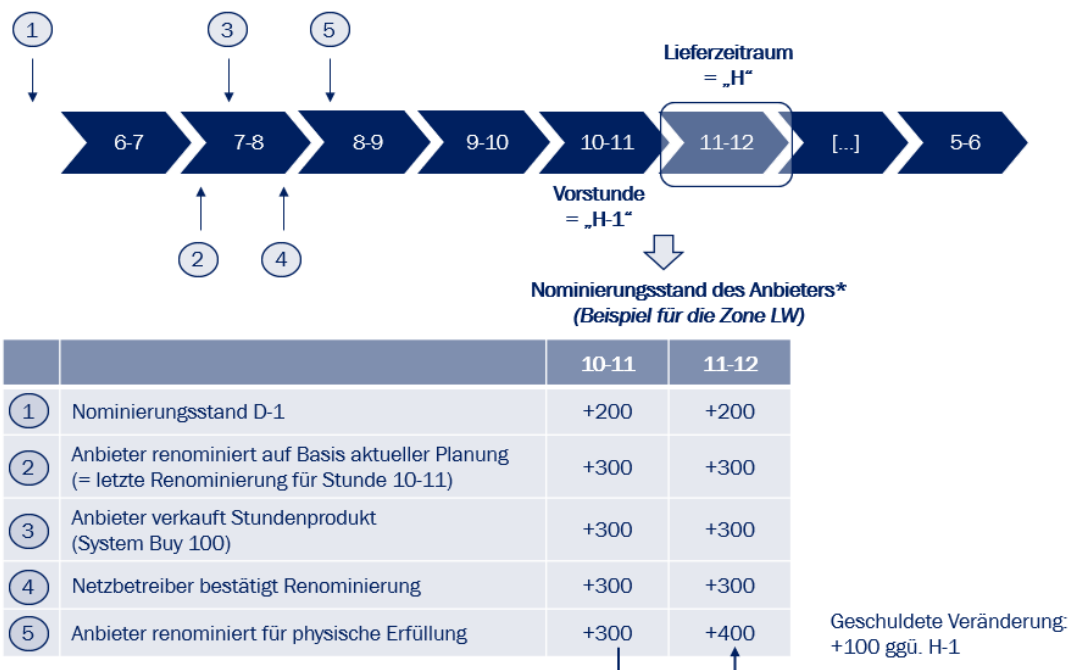 1 3 5
Lieferzeitraum
= „H“
6-7 7-8 8-9 9-10 10-11 11-12 [...] 5-6
Vorstunde
= „H-1“
2 4
Nominierungsstand des Anbieters*
(Beispiel für die Zone LW)
10-11 11-12
1 Nominierungsstand D-1 +200 +200
2 Anbieter renominiert auf Basis aktueller Planung
(= letzte Renominierung für Stunde 10-11) +300 +300
3 Anbieter verkauft Stundenprodukt
(System Buy 100) +300 +300
4 Netzbetreiber bestätigt Renominierung +300 +300
5 Anbieter renominiert für physische Erfüllung +300 +400
Geschuldete Veränderung:
+100 ggü. H-1